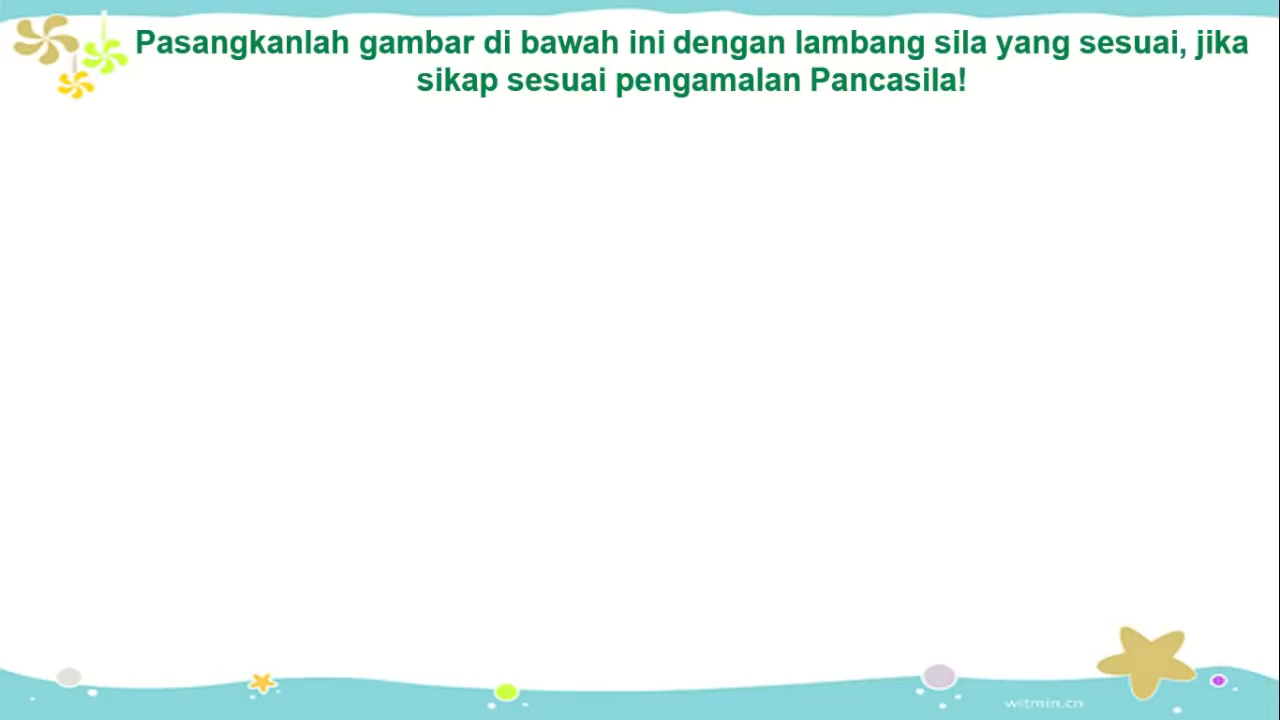 Pasangkanlah gambar di bawah ini dengan lambang sila yang sesuai, jika
sikap sesuai pengamalan Pancasila!
witmin.cn